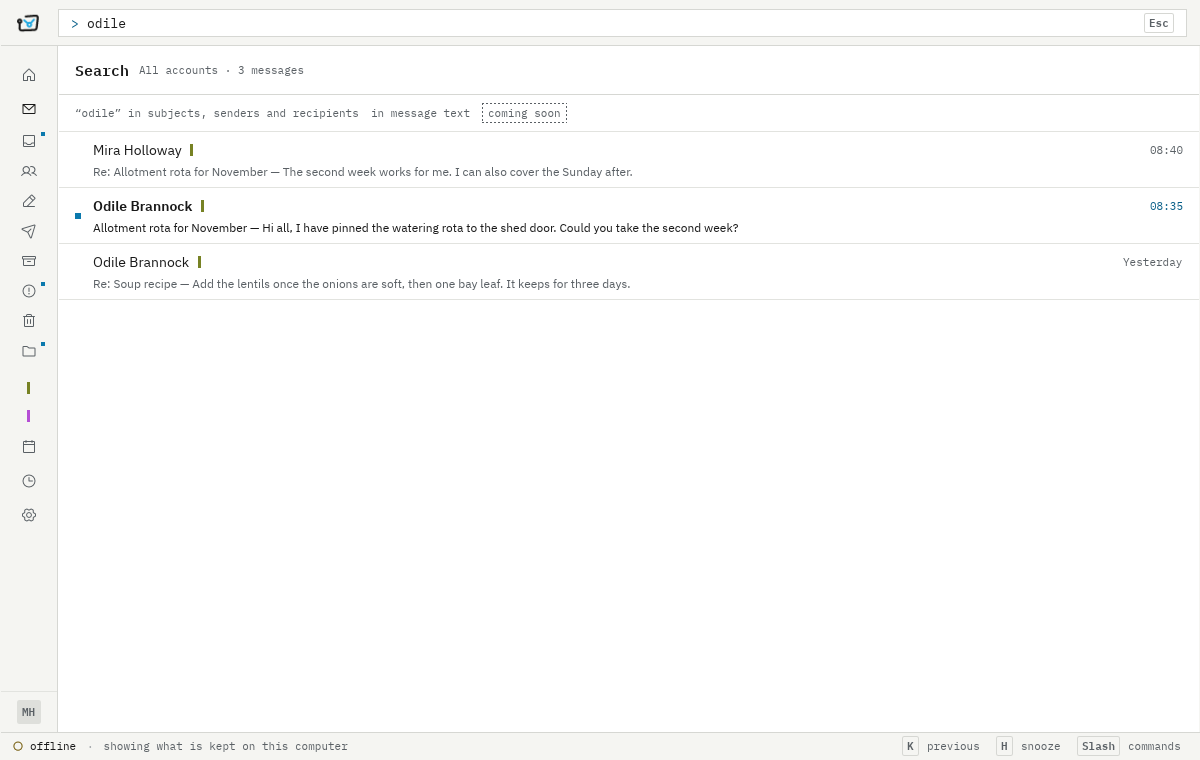 > odile Esc
Search All accounts · 3 messages
“odile” in subjects, senders and recipients in message text coming soon
Mira Holloway 08:40
Re: Allotment rota for November — The second week works for me. I can also cover the Sunday after.
Odile Brannock 08:35
Allotment rota for November — Hi all, I have pinned the watering rota to the shed door. Could you take the second week?
Odile Brannock Yesterday
Re: Soup recipe — Add the lentils once the onions are soft, then one bay leaf. It keeps for three days.
MH
offline · showing what is kept on this computer K previous H snooze Slash commands